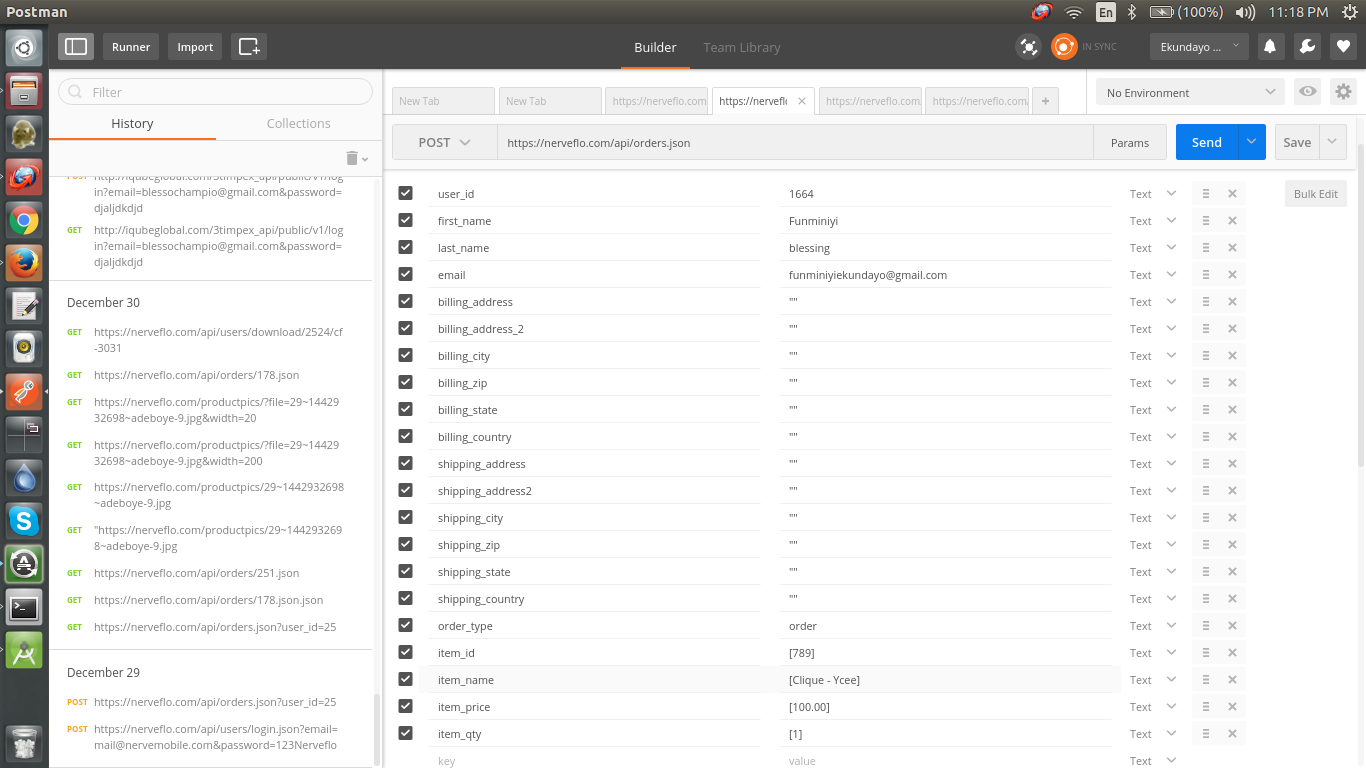 Postman
En
(100%)
11:18 PM
Runner
Import
Builder
Team Library
IN SYNC
Ekundayo ...
Filter
History
Collections
POST http://iqubeglobal.com/3timpex_api/public/v1/log
in?email=blessochampio@gmail.com&password=
djaljdkdjd
GET http://iqubeglobal.com/3timpex_api/public/v1/log
in?email=blessochampio@gmail.com&password=
djaljdkdjd
December 30
GET https://nerveflo.com/api/users/download/2524/cf
-3031
GET https://nerveflo.com/api/orders/178.json
GET https://nerveflo.com/productpics/?file=29~14429
32698~adeboye-9.jpg&width=20
GET https://nerveflo.com/productpics/?file=29~14429
32698~adeboye-9.jpg&width=200
GET https://nerveflo.com/productpics/29~1442932698
~adeboye-9.jpg
GET "https://nerveflo.com/productpics/29~144293269
8~adeboye-9.jpg
GET https://nerveflo.com/api/orders/251.json
GET https://nerveflo.com/api/orders/178.json.json
GET https://nerveflo.com/api/orders.json?user_id=25
December 29
POST https://nerveflo.com/api/orders.json?user_id=25
POST https://nerveflo.com/api/users/login.json?email=
mail@nervemobile.com&password=123Nerveflo
New Tab
New Tab
https://nerveflo.com
https://nerveflo
https://nerveflo.com.
https://nerveflo.com/
+
No Environment
POST
https://nerveflo.com/api/orders.json
Params
Send
Save
user_id 1664 Text
Bulk Edit
first_name Funminiyi Text
last_name blessing Text
email funminiyiekundayo@gmail.com Text
billing_address "" Text
billing_address_2 "" Text
billing_city "" Text
billing_zip "" Text
billing_state "" Text
billing_country "" Text
shipping_address "" Text
shipping_address2 "" Text
shipping_city "" Text
shipping_zip "" Text
shipping_state "" Text
shipping_country "" Text
order_type order Text
item_id [789] Text
item_name [Clique - Ycee] Text
item_price [100.00] Text
item_qty [1] Text
key value Text